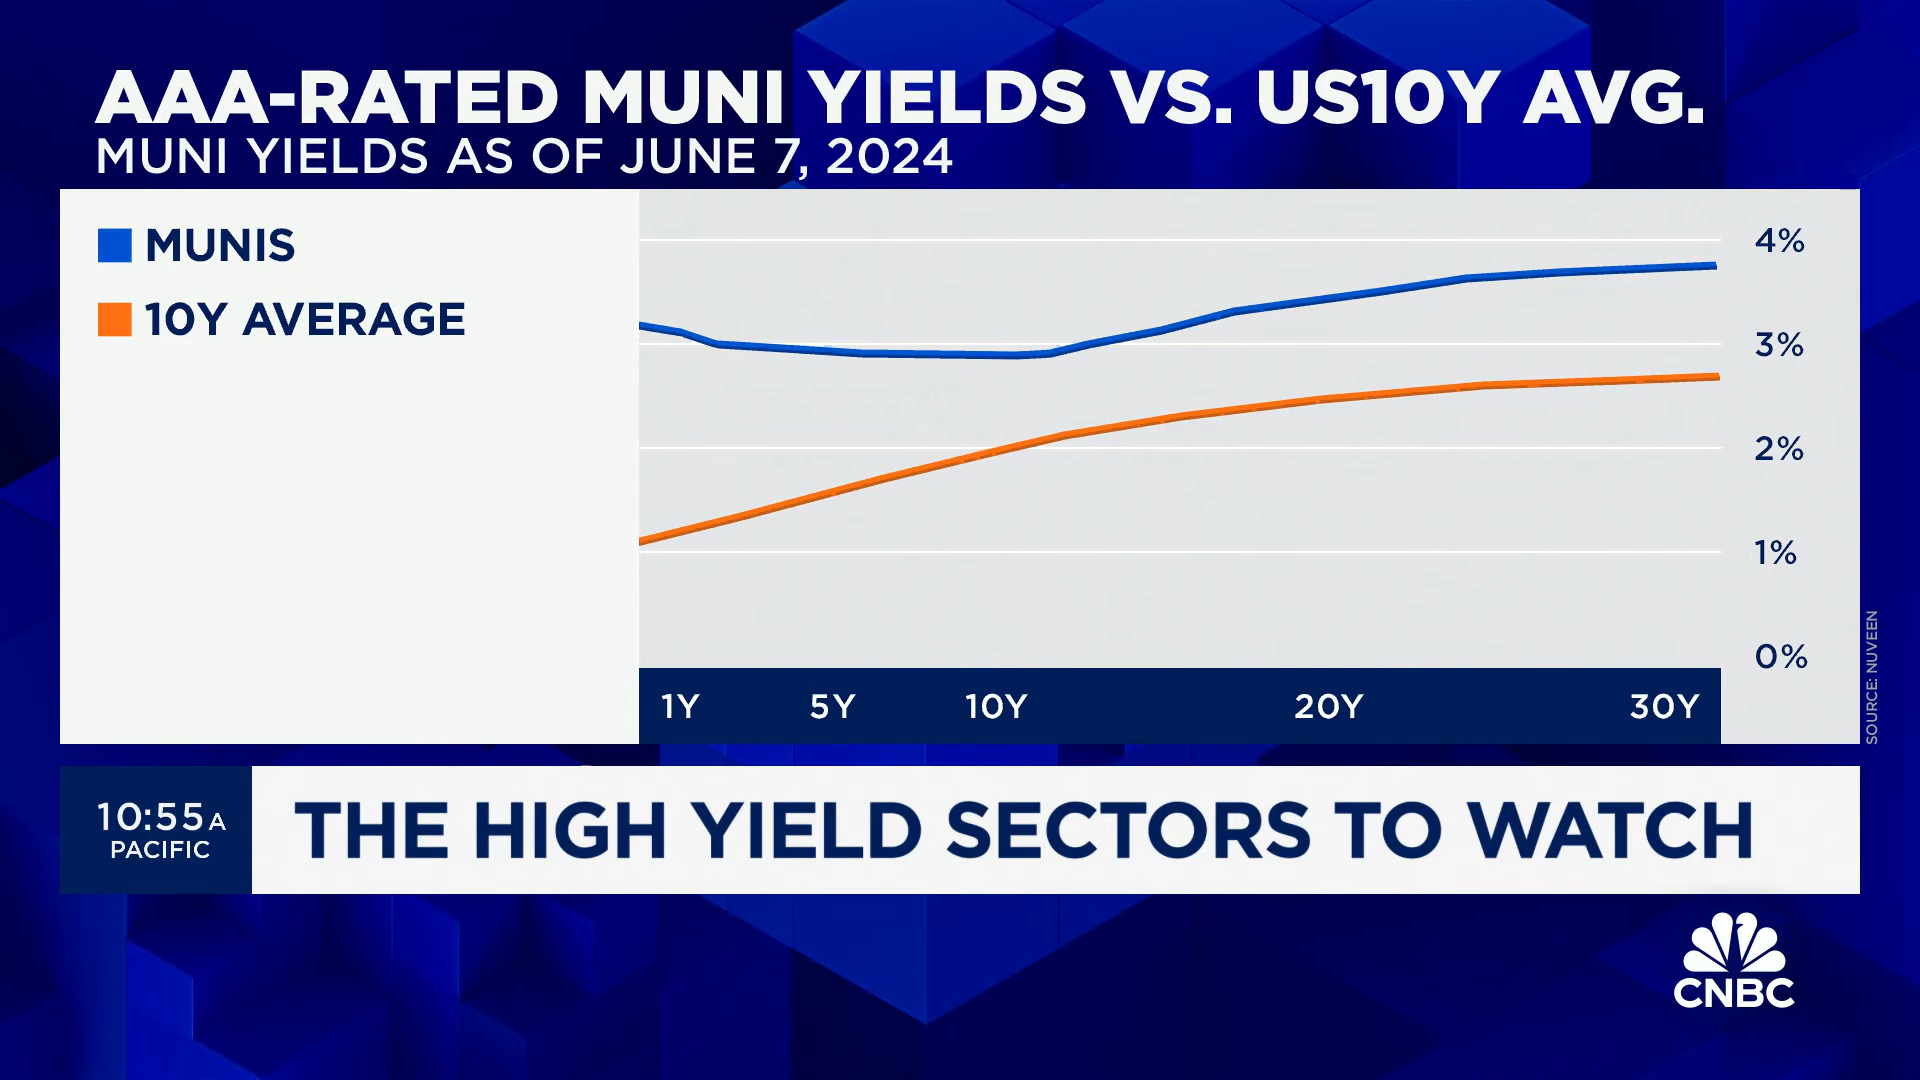 AAA-RATED MUNI YIELDS VS. US10Y AVG.
MUNI YIELDS AS OF JUNE 7, 2024
MUNIS
10Y AVERAGE
4%
3%
2%
1%
0%
1Y 5Y 10Y 20Y 30Y
SOURCE: NUVEEN
10:55A
PACIFIC
THE HIGH YIELD SECTORS TO WATCH
CNBC